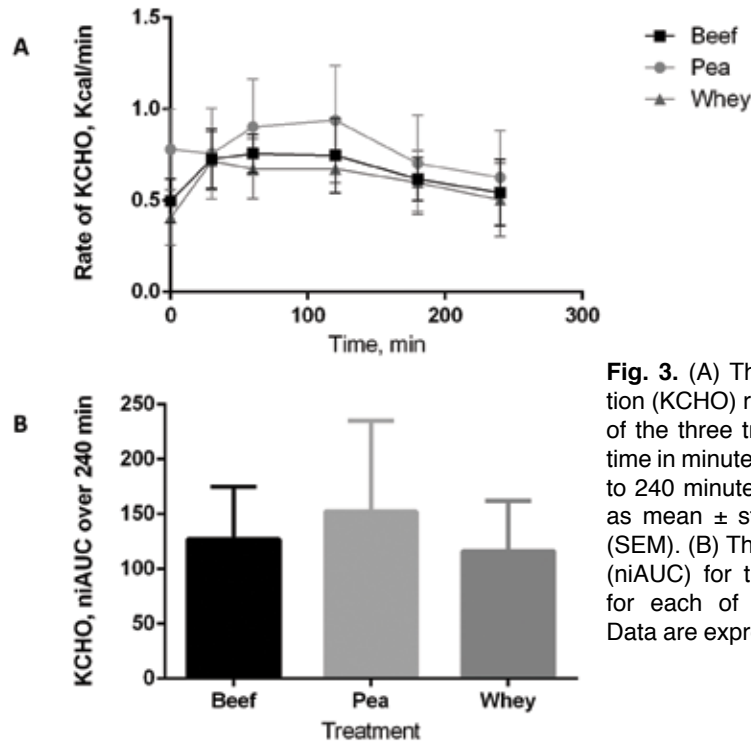 A
Rate of KCHO, Kcal/min
1.5
1.0
0.5
0.0
0 100 200 300
Time, min
Beef
Pea
Whey
B
KCHO, niAUC over 240 min
250
200
150
100
50
0
Beef Pea Whey
Treatment
Fig. 3. (A) Th
tion (KCHO) r
of the three tr
time in minute
to 240 minute
as mean ± s
(SEM). (B) Th
(niAUC) for t
for each of
Data are expr